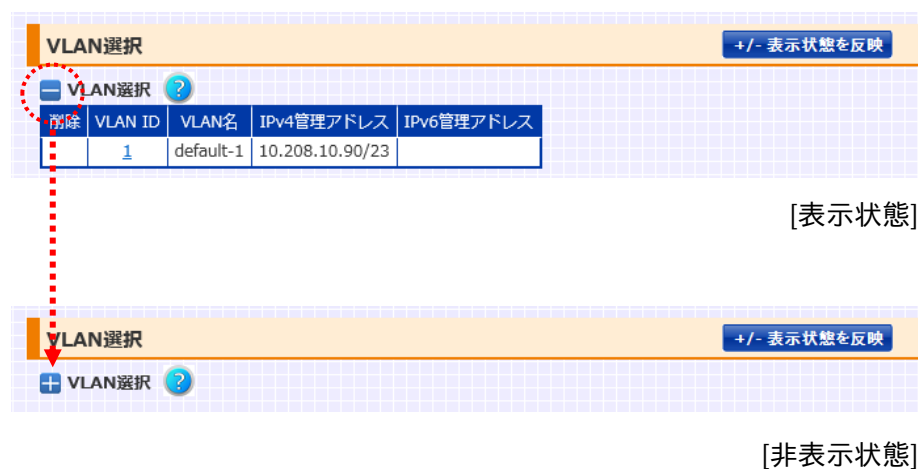 VLAN選択
+/- 表示状態を反映
VLAN選択 ?
削除 VLAN ID VLAN名 IPv4管理アドレス IPv6管理アドレス
1 default-1 10.208.10.90/23
[表示状態]
VLAN選択
+/- 表示状態を反映
VLAN選択 ?
[非表示状態]